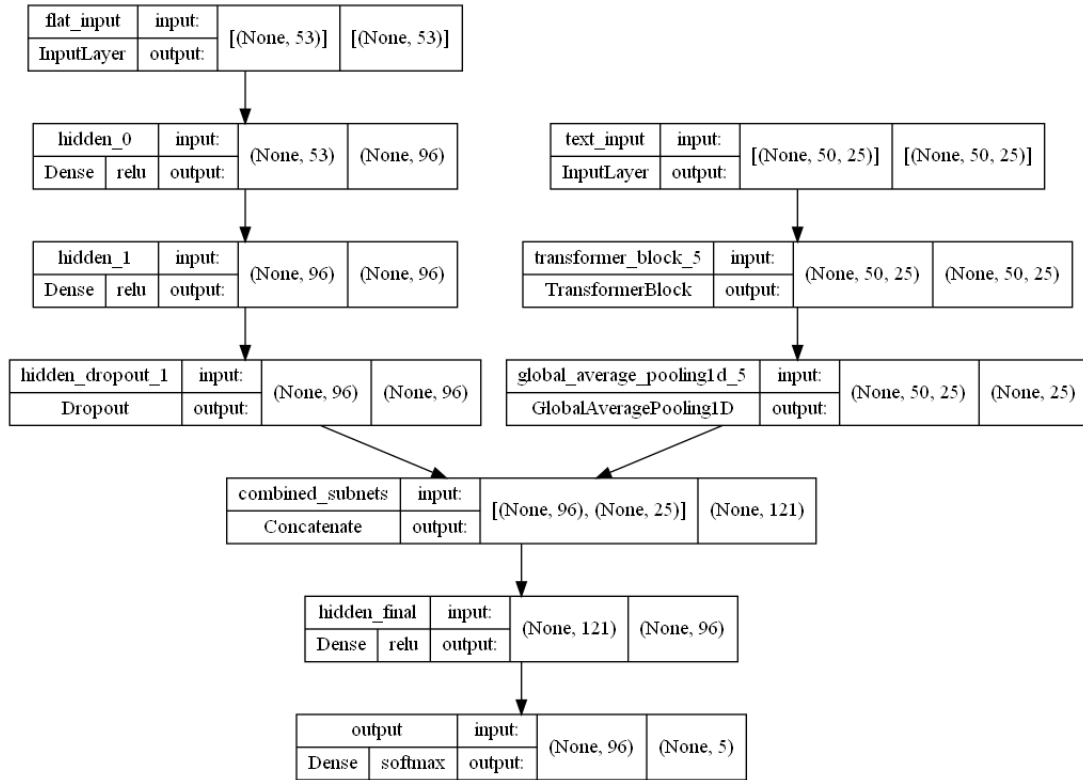 flat_input input: [(None, 53)] [(None, 53)]
InputLayer output:
hidden_0 input: (None, 53) (None, 96)
Dense relu output:
text_input input: [(None, 50, 25)] [(None, 50, 25)]
InputLayer output:
hidden_1 input: (None, 96) (None, 96)
Dense relu output:
transformer_block_5 input: (None, 50, 25) (None, 50, 25)
TransformerBlock output:
hidden_dropout_1 input: (None, 96) (None, 96)
Dropout output:
global_average_pooling1d_5 input: (None, 50, 25) (None, 25)
GlobalAveragePooling1D output:
combined_subnets input: [(None, 96), (None, 25)] (None, 121)
Concatenate output:
hidden_final input: (None, 121) (None, 96)
Dense relu output:
output input: (None, 96) (None, 5)
Dense softmax output: